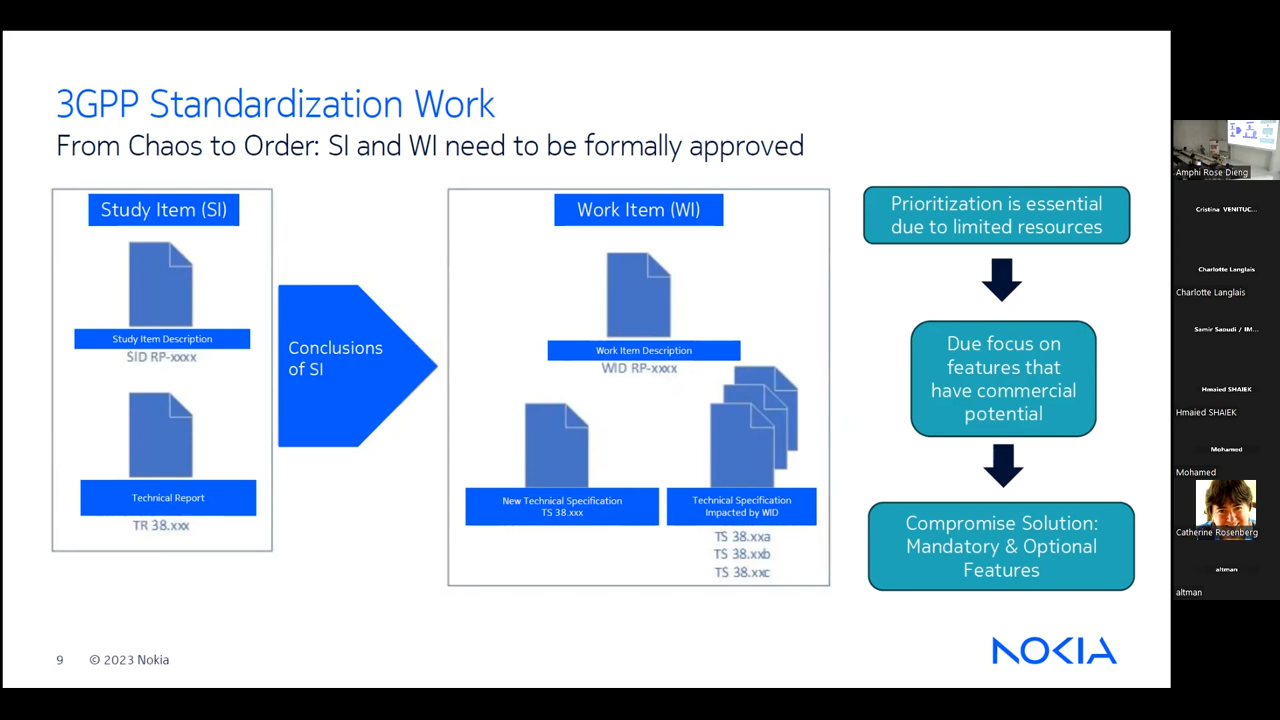 3GPP Standardization Work
From Chaos to Order: SI and WI need to be formally approved
Study Item (SI)
Study Item Description
SID RP-xxxx
Technical Report
TR 38.xxx
Conclusions
of SI
Work Item (WI)
Work Item Description
WID RP-xxxx
New Technical Specification
TS 38.xxx
Technical Specification
Impacted by WID
TS 38.xxa
TS 38.xxb
TS 38.xxc
Prioritization is essential
due to limited resources
Due focus on
features that
have commercial
potential
Compromise Solution:
Mandatory & Optional
Features
9
© 2023 Nokia
NOKIA
Amphi Rose Dieng
Cristina VENITUC...
Charlotte Langlais
Charlotte Langlais
Samir Saoudi / IM...
Hmaied SHAIEK
Hmaied SHAIEK
Mohamed
Mohamed
Catherine Rosenberg
altman
altman